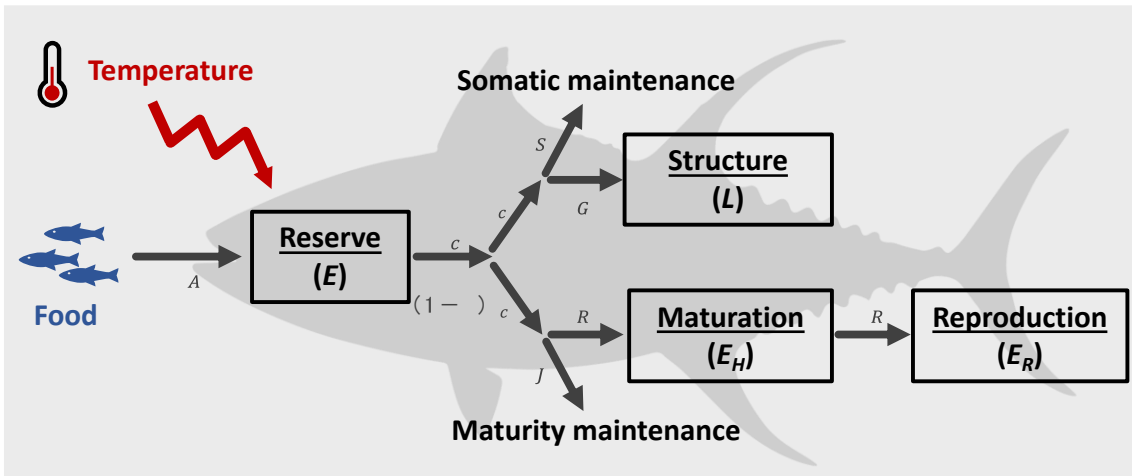 Temperature
Somatic maintenance
S
Structure
(L)
G
c
Reserve
(E)
c
A
Food
(1− )
c
R
Maturation
(E_H)
R
Reproduction
(E_R)
J
Maturity maintenance